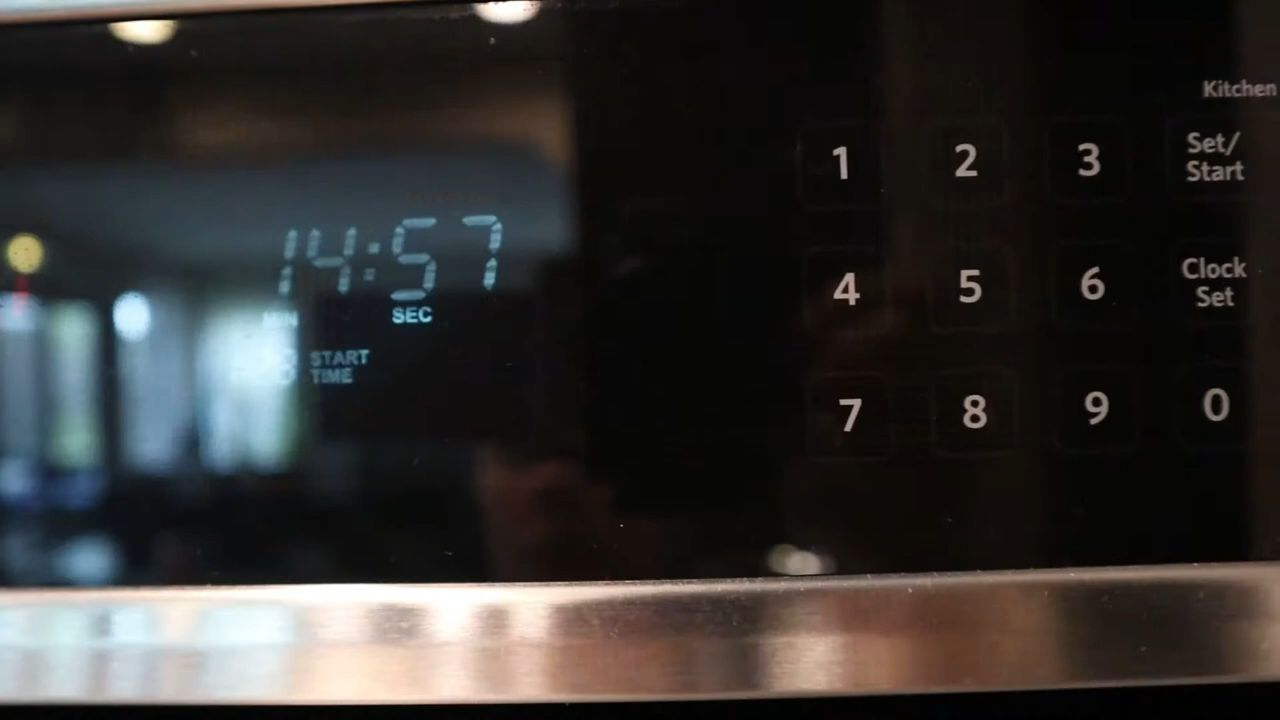 Kitchen
1 2 3 Set/
Start
14:57
MIN SEC
4 5 6 Clock
Set
START
TIME
7 8 9 0